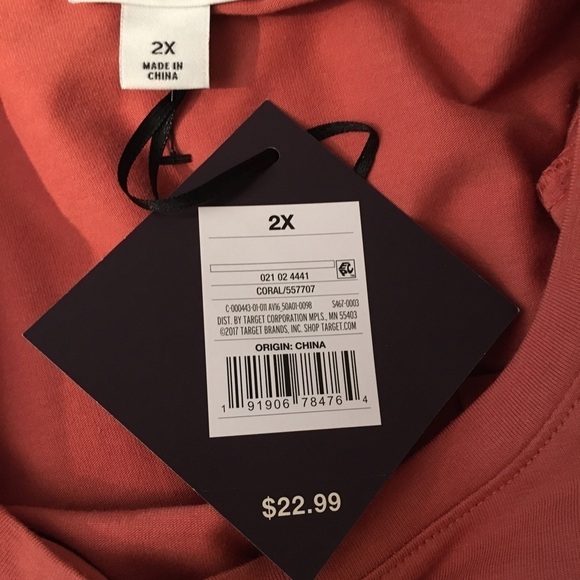 2X
MADE IN
CHINA
2X
021 02 4441
CORAL/557707
C-000443-01-011 AV16_50A01-0098 S467-0003
DIST. BY TARGET CORPORATION MPLS., MN 55403
©2017 TARGET BRANDS, INC. SHOP TARGET.COM
ORIGIN: CHINA
1 91906 78476 4
$22.99